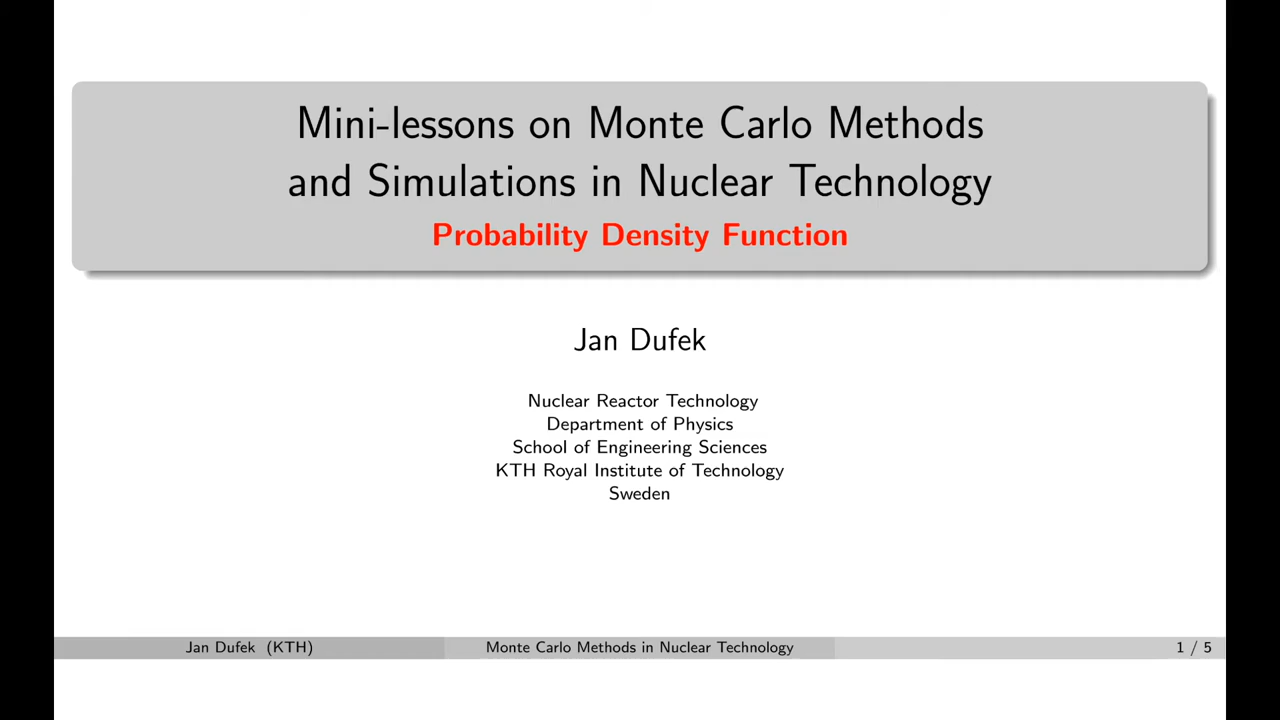 Mini-lessons on Monte Carlo Methods
and Simulations in Nuclear Technology
Probability Density Function
Jan Dufek
Nuclear Reactor Technology
Department of Physics
School of Engineering Sciences
KTH Royal Institute of Technology
Sweden
Jan Dufek (KTH)
Monte Carlo Methods in Nuclear Technology
1 / 5